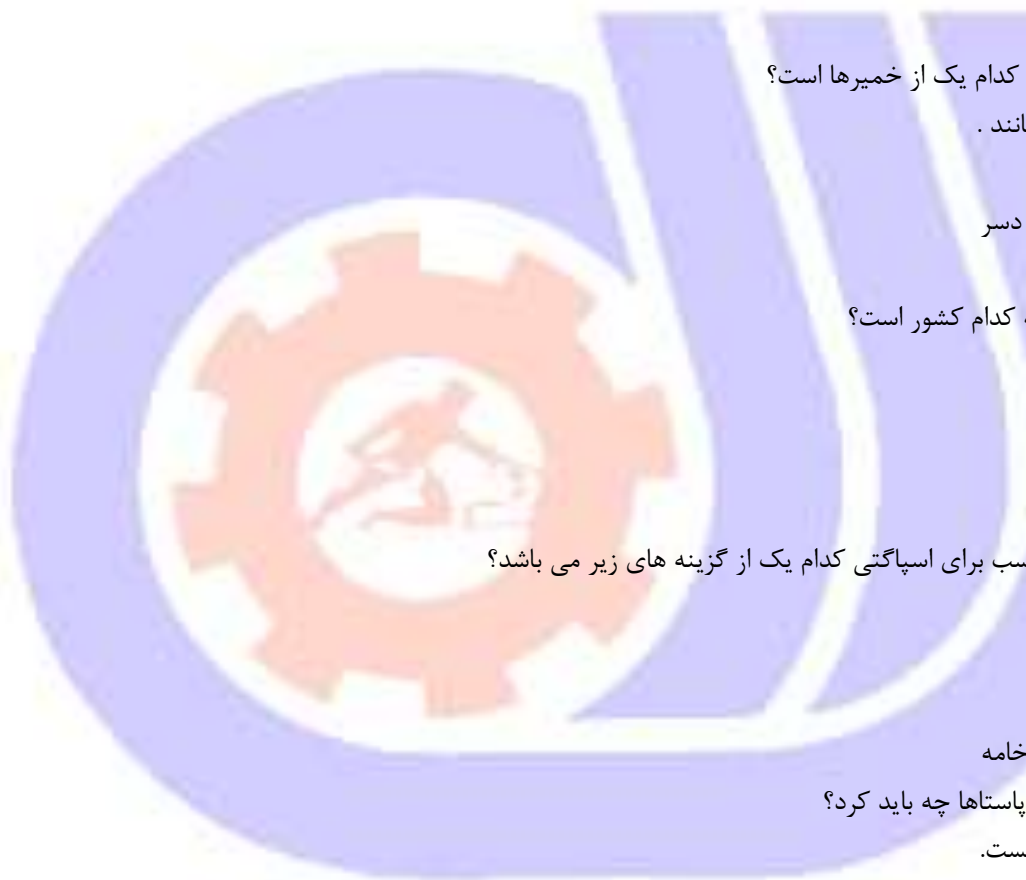 کدام یک از خمیرها است؟
انند .
دسر
کدام کشور است؟
سب برای اسپاگتی کدام یک از گزینه های زیر می باشد؟
خامه
پاستاها چه باید کرد؟
ست.